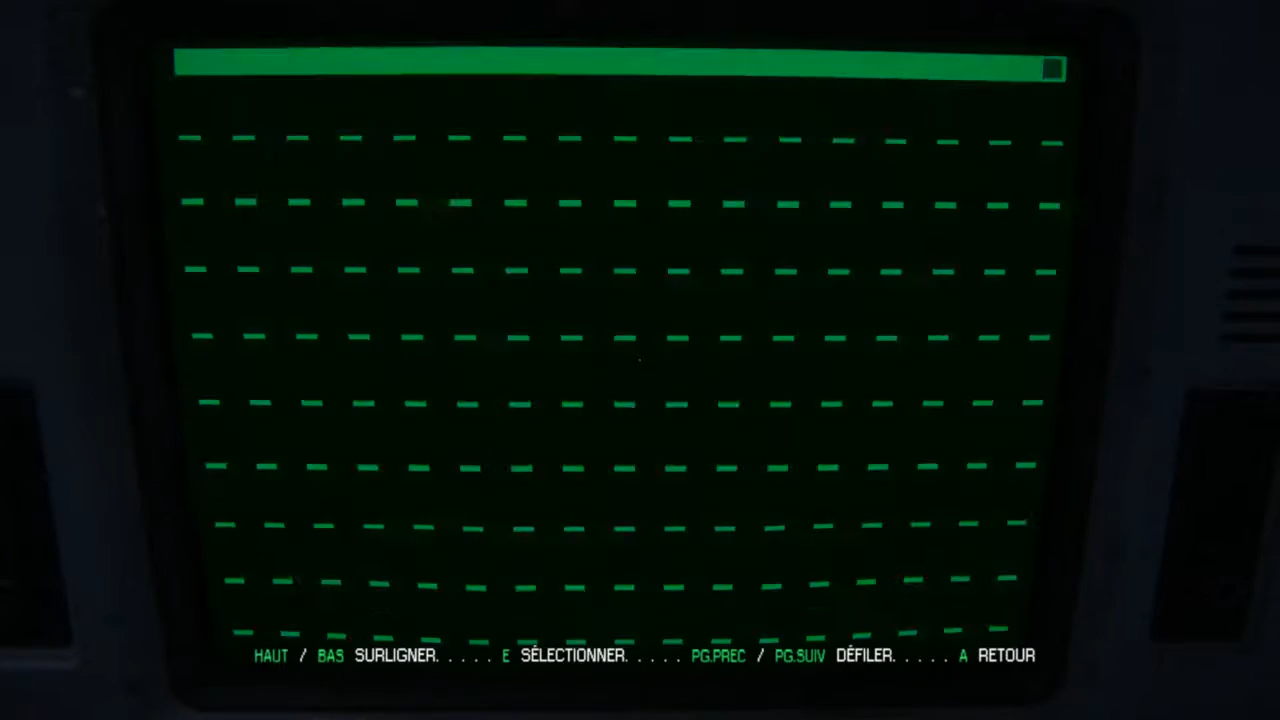 HAUT / BAS SURLIGNER. . . . . E SÉLECTIONNER. . . . . PG.PREC / PG.SUIV DÉFILER. . . . . A RETOUR